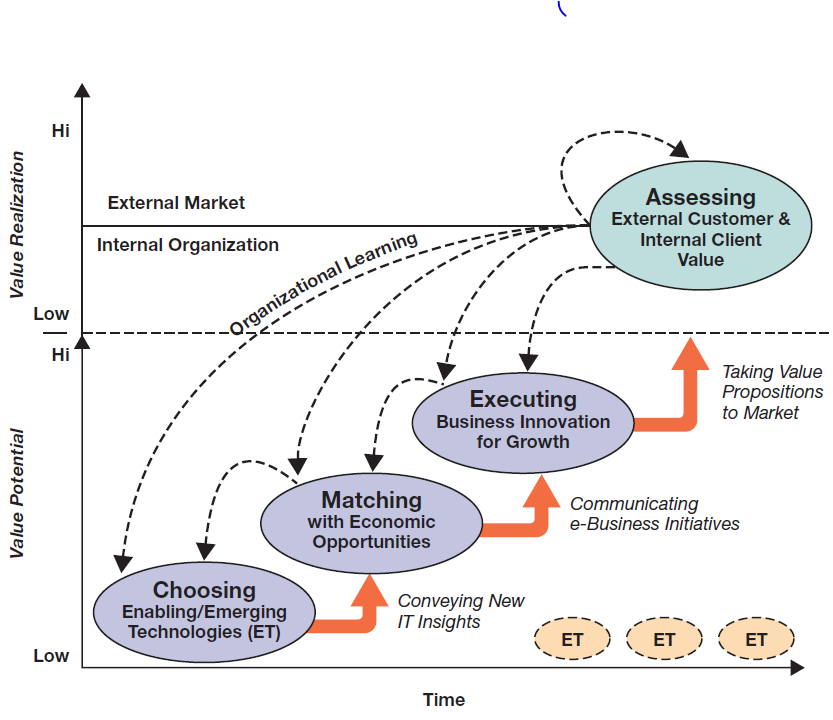 Hi
Value Realization
External Market
Internal Organization
Organizational Learning
Low
Assessing
External Customer &
Internal Client
Value
Hi
Value Potential
Low
Executing
Business Innovation
for Growth
Taking Value
Propositions
to Market
Matching
with Economic
Opportunities
Communicating
e-Business Initiatives
Choosing
Enabling/Emerging
Technologies (ET)
Conveying New
IT Insights
ET
ET
ET
Time